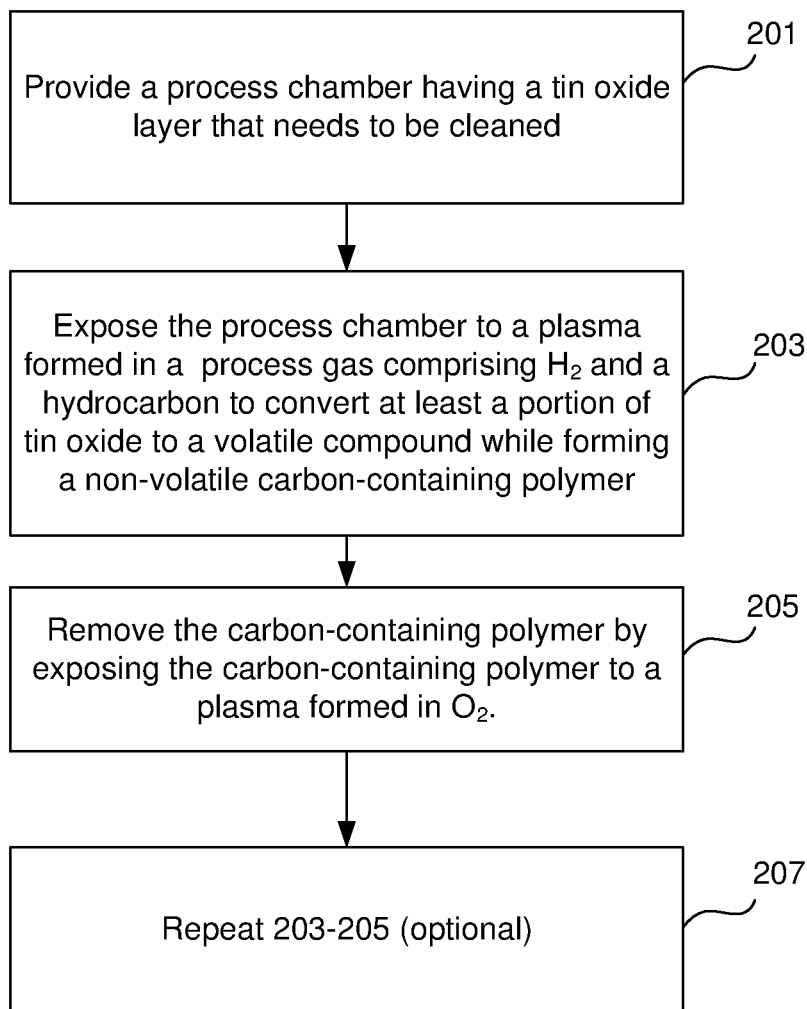 201
Provide a process chamber having a tin oxide
layer that needs to be cleaned
Expose the process chamber to a plasma
formed in a process gas comprising H₂ and a
hydrocarbon to convert at least a portion of
tin oxide to a volatile compound while forming
a non-volatile carbon-containing polymer
203
Remove the carbon-containing polymer by
exposing the carbon-containing polymer to a
plasma formed in O₂.
205
Repeat 203-205 (optional)
207